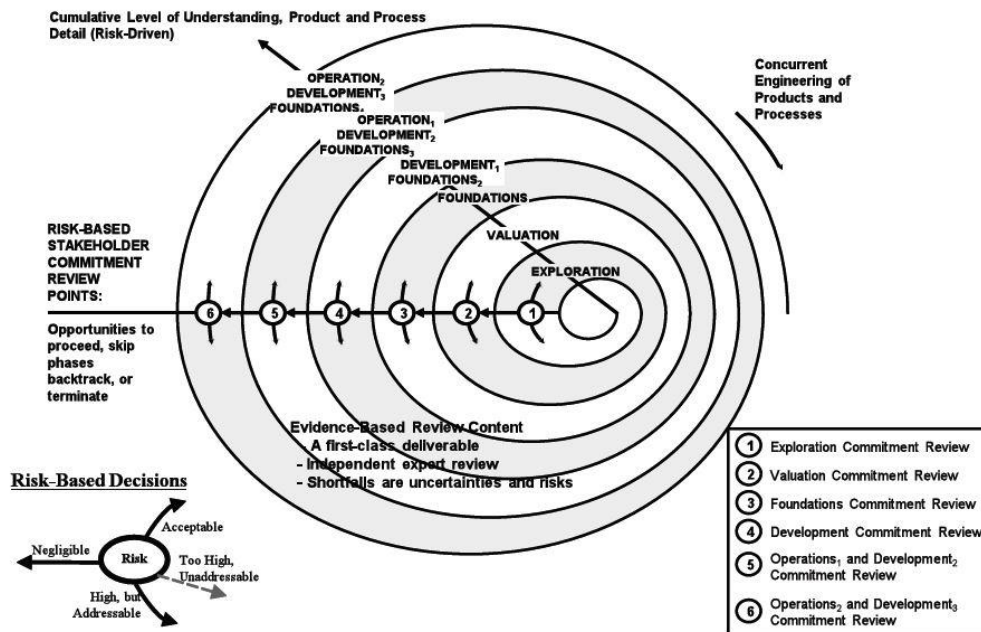 Cumulative Level of Understanding, Product and Process
Detail (Risk-Driven)
Concurrent
Engineering of
Products and
Processes
OPERATION₂
DEVELOPMENT₃
FOUNDATIONS₄
OPERATION₁
DEVELOPMENT₂
FOUNDATIONS₃
DEVELOPMENT₁
FOUNDATIONS₂
FOUNDATIONS
VALUATION
EXPLORATION
RISK-BASED
STAKEHOLDER
COMMITMENT
REVIEW
POINTS:
6
5
4
3
2
1
Opportunities to
proceed, skip
phases
backtrack, or
terminate
Evidence-Based Review Content
- A first-class deliverable
- Independent expert review
- Shortfalls are uncertainties and risks
Risk-Based Decisions
Acceptable
Negligible
Risk
Too High,
Unaddressable
High, but
Addressable
1 Exploration Commitment Review
2 Valuation Commitment Review
3 Foundations Commitment Review
4 Development Commitment Review
5 Operations₁ and Development₂
Commitment Review
6 Operations₂ and Development₃
Commitment Review